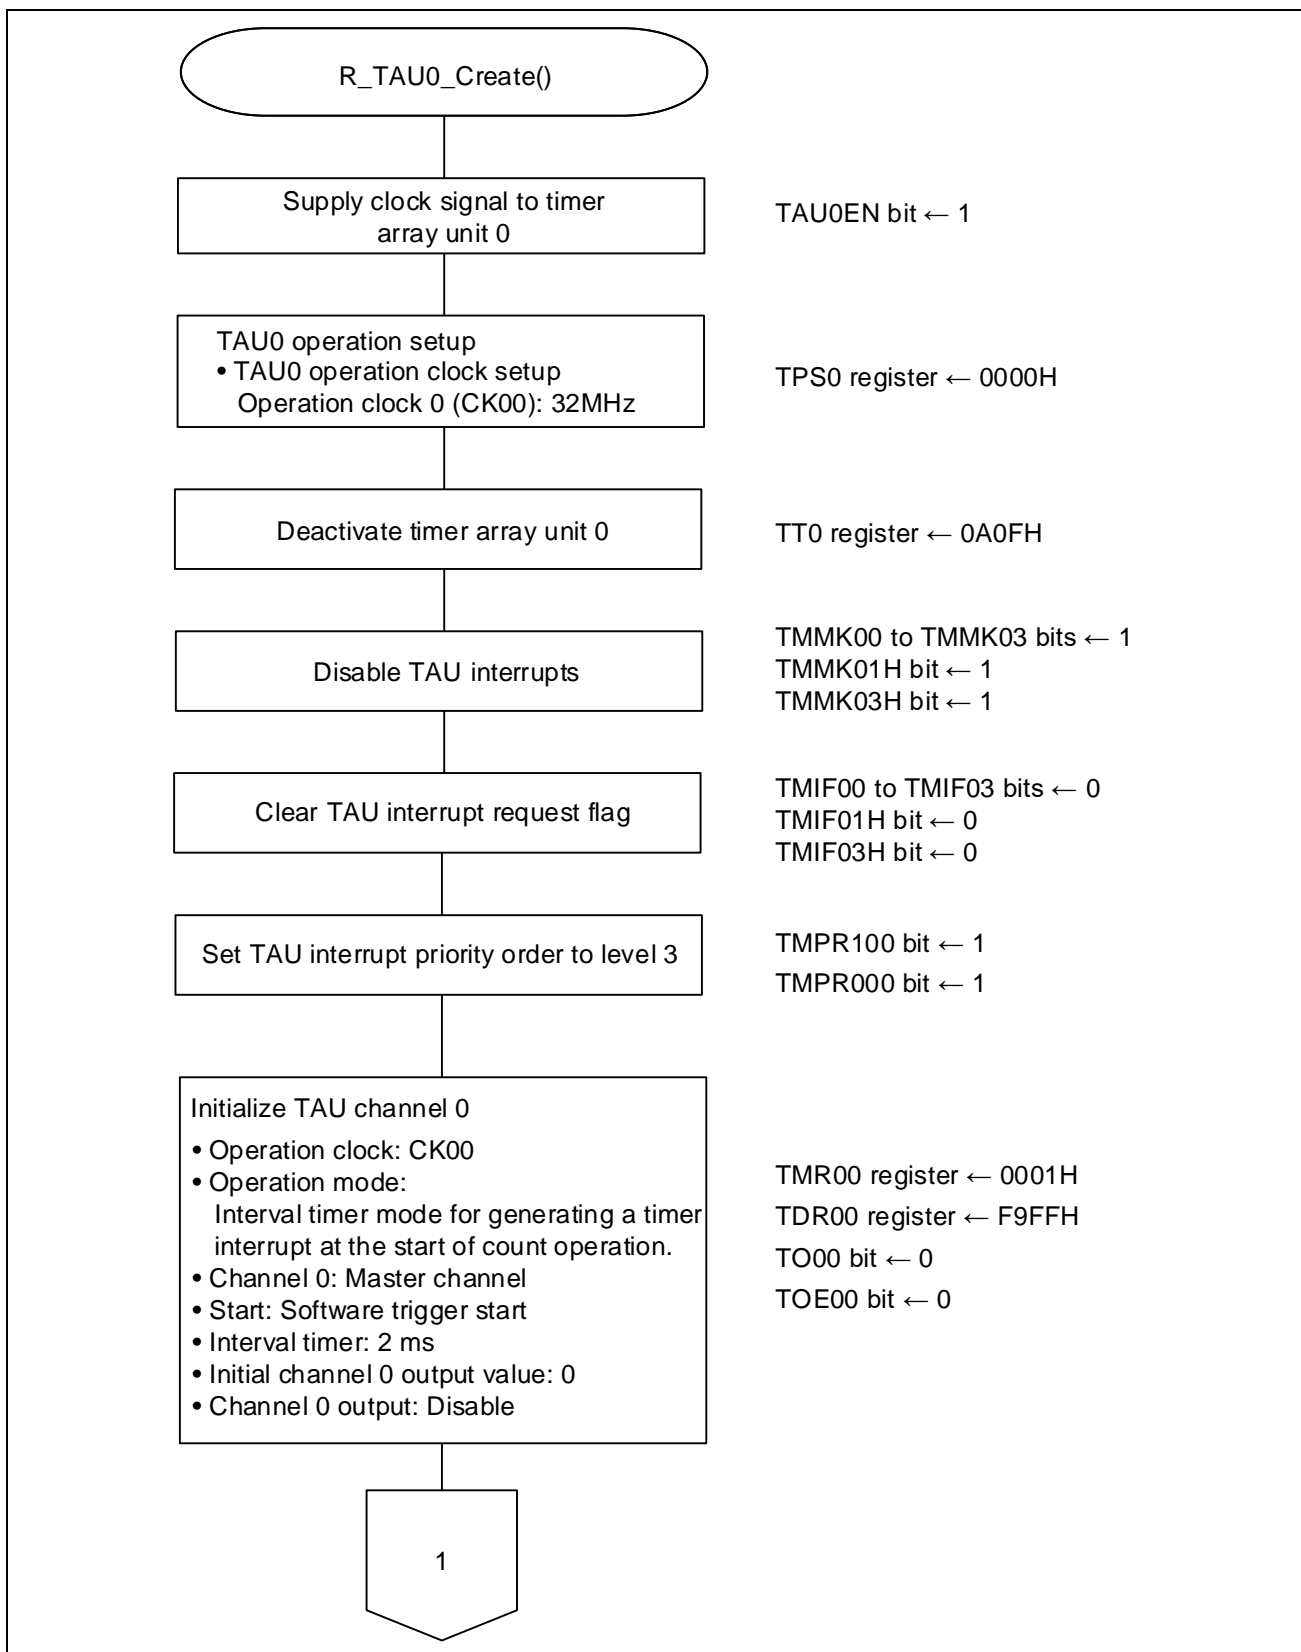 R_TAU0_Create()
Supply clock signal to timer
array unit 0
TAU0EN bit ← 1
TAU0 operation setup
• TAU0 operation clock setup
Operation clock 0 (CK00): 32MHz
TPS0 register ← 0000H
Deactivate timer array unit 0
TT0 register ← 0A0FH
Disable TAU interrupts
TMMK00 to TMMK03 bits ← 1
TMMK01H bit ← 1
TMMK03H bit ← 1
Clear TAU interrupt request flag
TMIF00 to TMIF03 bits ← 0
TMIF01H bit ← 0
TMIF03H bit ← 0
Set TAU interrupt priority order to level 3
TMPR100 bit ← 1
TMPR000 bit ← 1
Initialize TAU channel 0
• Operation clock: CK00
• Operation mode:
Interval timer mode for generating a timer
interrupt at the start of count operation.
• Channel 0: Master channel
• Start: Software trigger start
• Interval timer: 2 ms
• Initial channel 0 output value: 0
• Channel 0 output: Disable
TMR00 register ← 0001H
TDR00 register ← F9FFH
TO00 bit ← 0
TOE00 bit ← 0
1